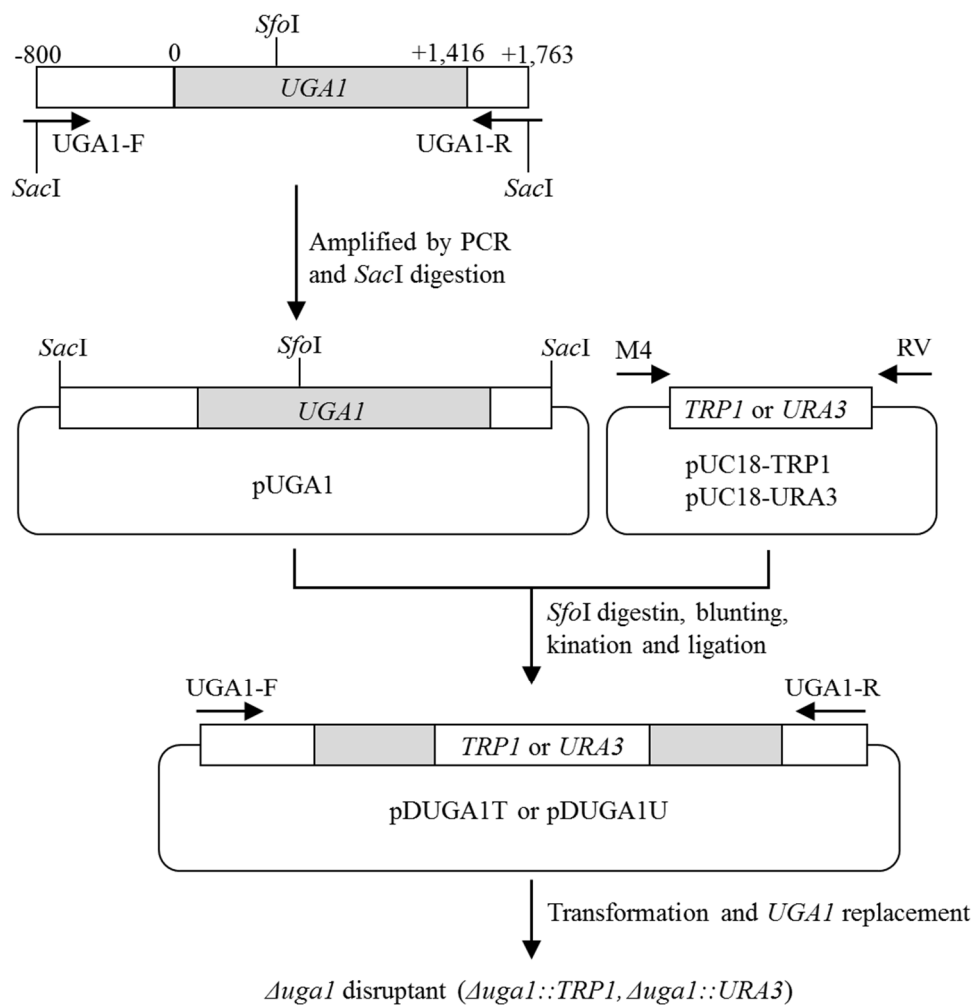 SfoI
-800 0 +1,416 +1,763
UGA1
UGA1-F UGA1-R
SacI SacI
Amplified by PCR
and SacI digestion
SacI SfoI SacI
M4 RV
UGA1
TRP1 or URA3
pUGA1
pUC18-TRP1
pUC18-URA3
SfoI digestin, blunting,
kination and ligation
UGA1-F UGA1-R
TRP1 or URA3
pDUGA1T or pDUGA1U
Transformation and UGA1 replacement
Δuga1 disruptant (Δuga1::TRP1, Δuga1::URA3)